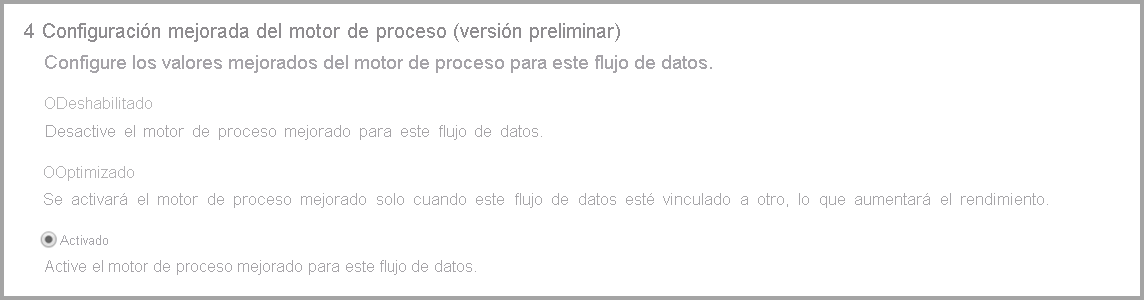 4 Configuración mejorada del motor de proceso (versión preliminar)
Configure los valores mejorados del motor de proceso para este flujo de datos.
ODeshabilitado
Desactive el motor de proceso mejorado para este flujo de datos.
OOptimizado
Se activará el motor de proceso mejorado solo cuando este flujo de datos esté vinculado a otro, lo que aumentará el rendimiento.
Activado
Active el motor de proceso mejorado para este flujo de datos.